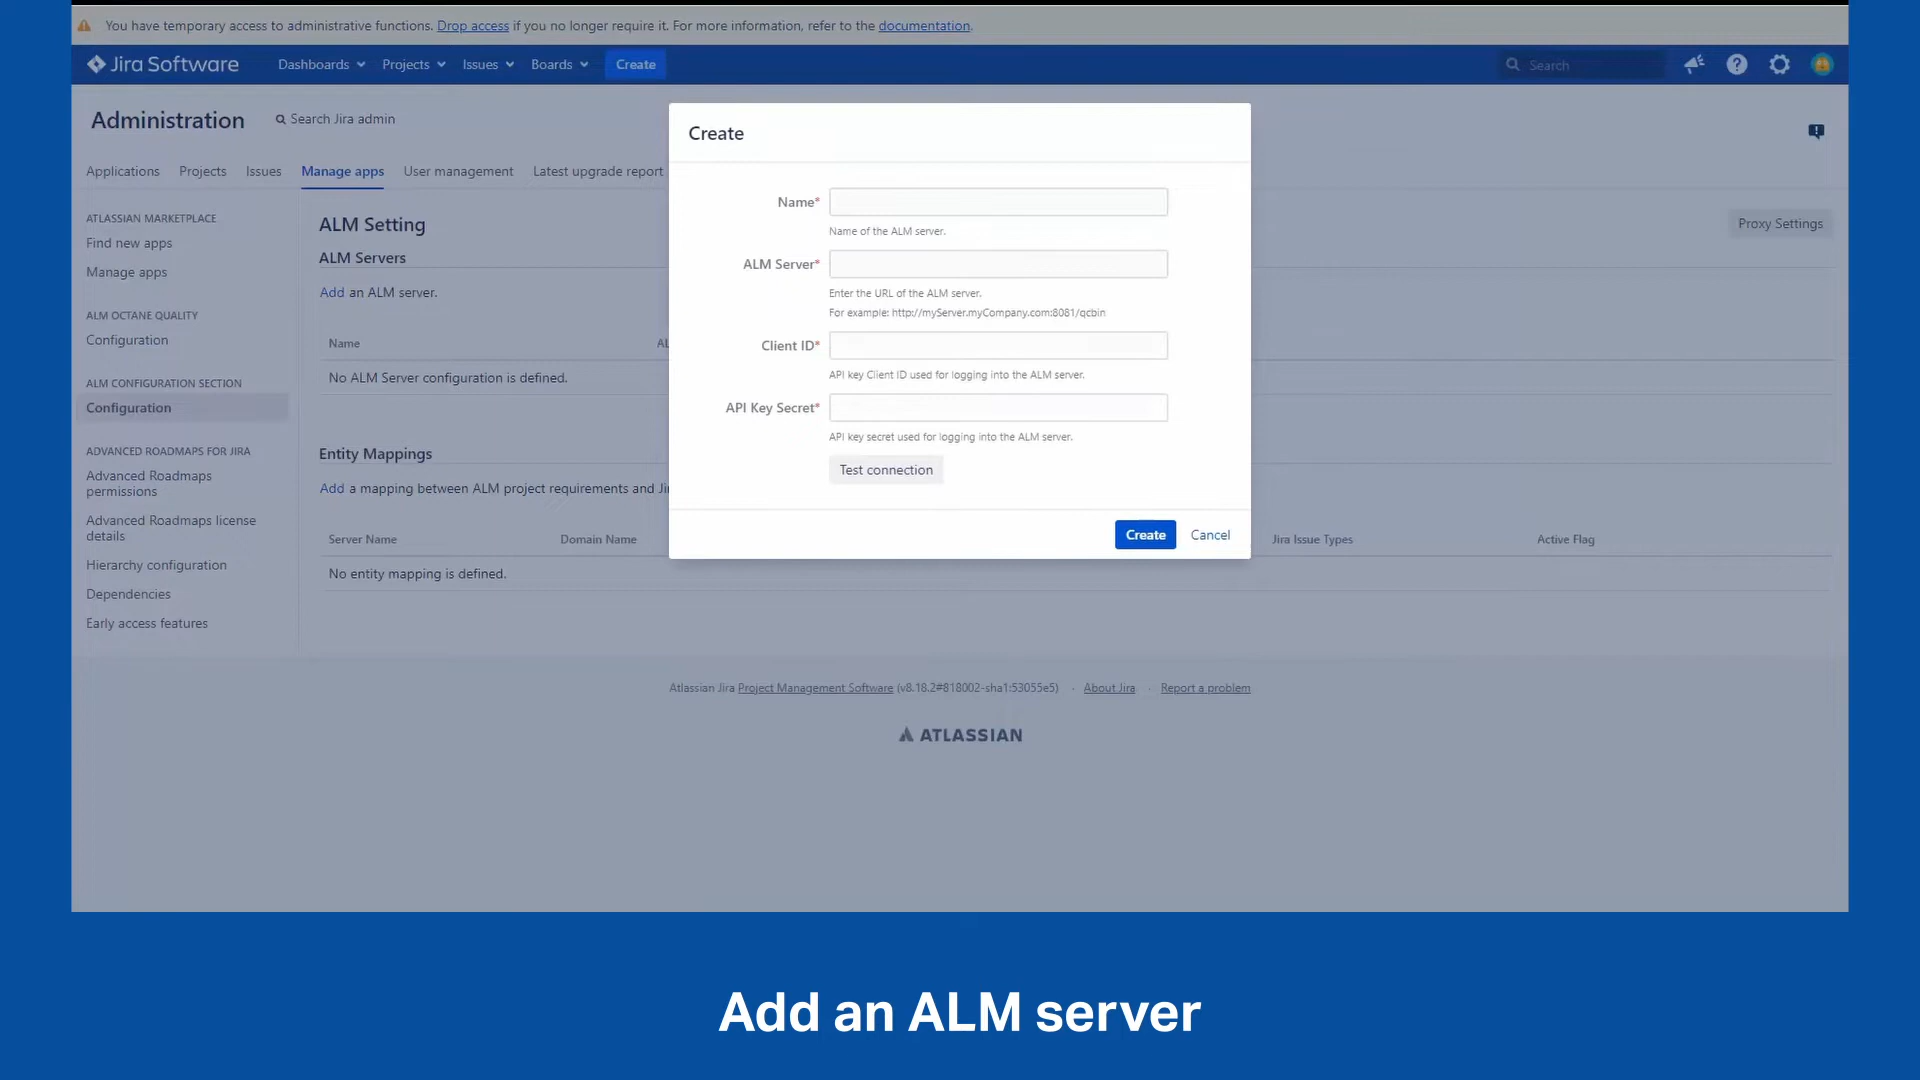 You have temporary access to administrative functions. Drop access if you no longer require it. For more information, refer to the documentation.
Jira Software Dashboards Projects Issues Boards Create Search
Administration Search Jira admin
Applications Projects Issues Manage apps User management Latest upgrade report
ATLASSIAN MARKETPLACE
Find new apps
Manage apps
ALM OCTANE QUALITY
Configuration
ALM CONFIGURATION SECTION
Configuration
ADVANCED ROADMAPS FOR JIRA
Advanced Roadmaps
permissions
Advanced Roadmaps license
details
Hierarchy configuration
Dependencies
Early access features
ALM Setting
Proxy Settings
ALM Servers
Add an ALM server.
Name
No ALM Server configuration is defined.
Entity Mappings
Add a mapping between ALM project requirements and
Server Name Domain Name Jira Issue Types Active Flag
No entity mapping is defined.
Create
Name*
Name of the ALM server.
ALM Server*
Enter the URL of the ALM server.
For example: http://myServer.myCompany.com:8081/qcbin
Client ID*
API key Client ID used for logging into the ALM server.
API Key Secret*
API key secret used for logging into the ALM server.
Test connection
Create Cancel
Atlassian Jira Project Management Software (v8.18.2#818002-sha1:53055e5) · About Jira · Report a problem
ATLASSIAN
Add an ALM server